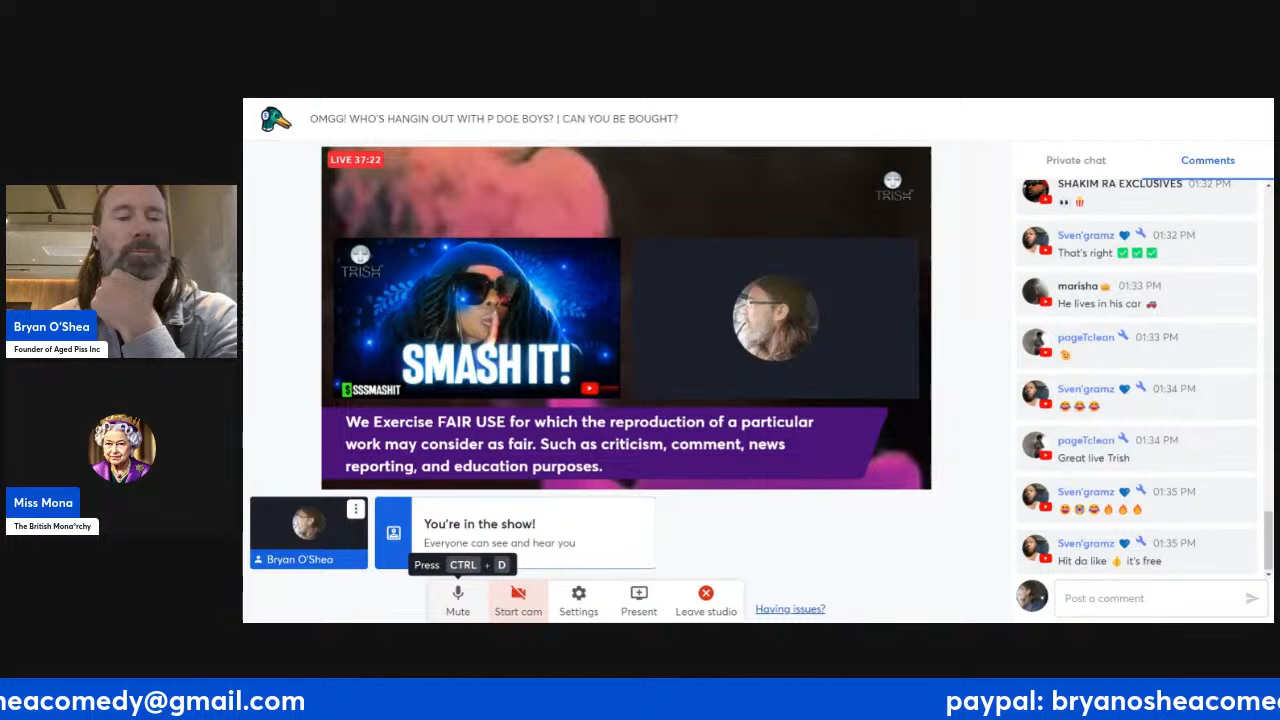 OMGG! WHO'S HANGIN OUT WITH P DOE BOYS? | CAN YOU BE BOUGHT?
LIVE 37:22
TRISH
TRISH
SMASH IT!
$SSSMASHIT
We Exercise FAIR USE for which the reproduction of a particular
work may consider as fair. Such as criticism, comment, news
reporting, and education purposes.
Bryan O'Shea
Founder of Aged Piss Inc
Miss Mona
The British Mona*rchy
Bryan O'Shea
You're in the show!
Everyone can see and hear you
Press CTRL + D
Mute
Start cam
Settings
Present
Leave studio
Having issues?
Private chat
Comments
SHAKIM RA EXCLUSIVES 01:32 PM
👀 🍿
Sven'gramz 💙 🔧 01:32 PM
That's right ✅ ✅ ✅
marisha 👑 01:33 PM
He lives in his car 🚗
pageTclean 🔧 01:33 PM
Sven'gramz 💙 🔧 01:34 PM
😂 😂 😂
pageTclean 🔧 01:34 PM
Great live Trish
Sven'gramz 💙 🔧 01:35 PM
Sven'gramz 💙 🔧 01:35 PM
Hit da like 👍 it's free
Post a comment
heacomedy@gmail.com
paypal: bryanosheacome